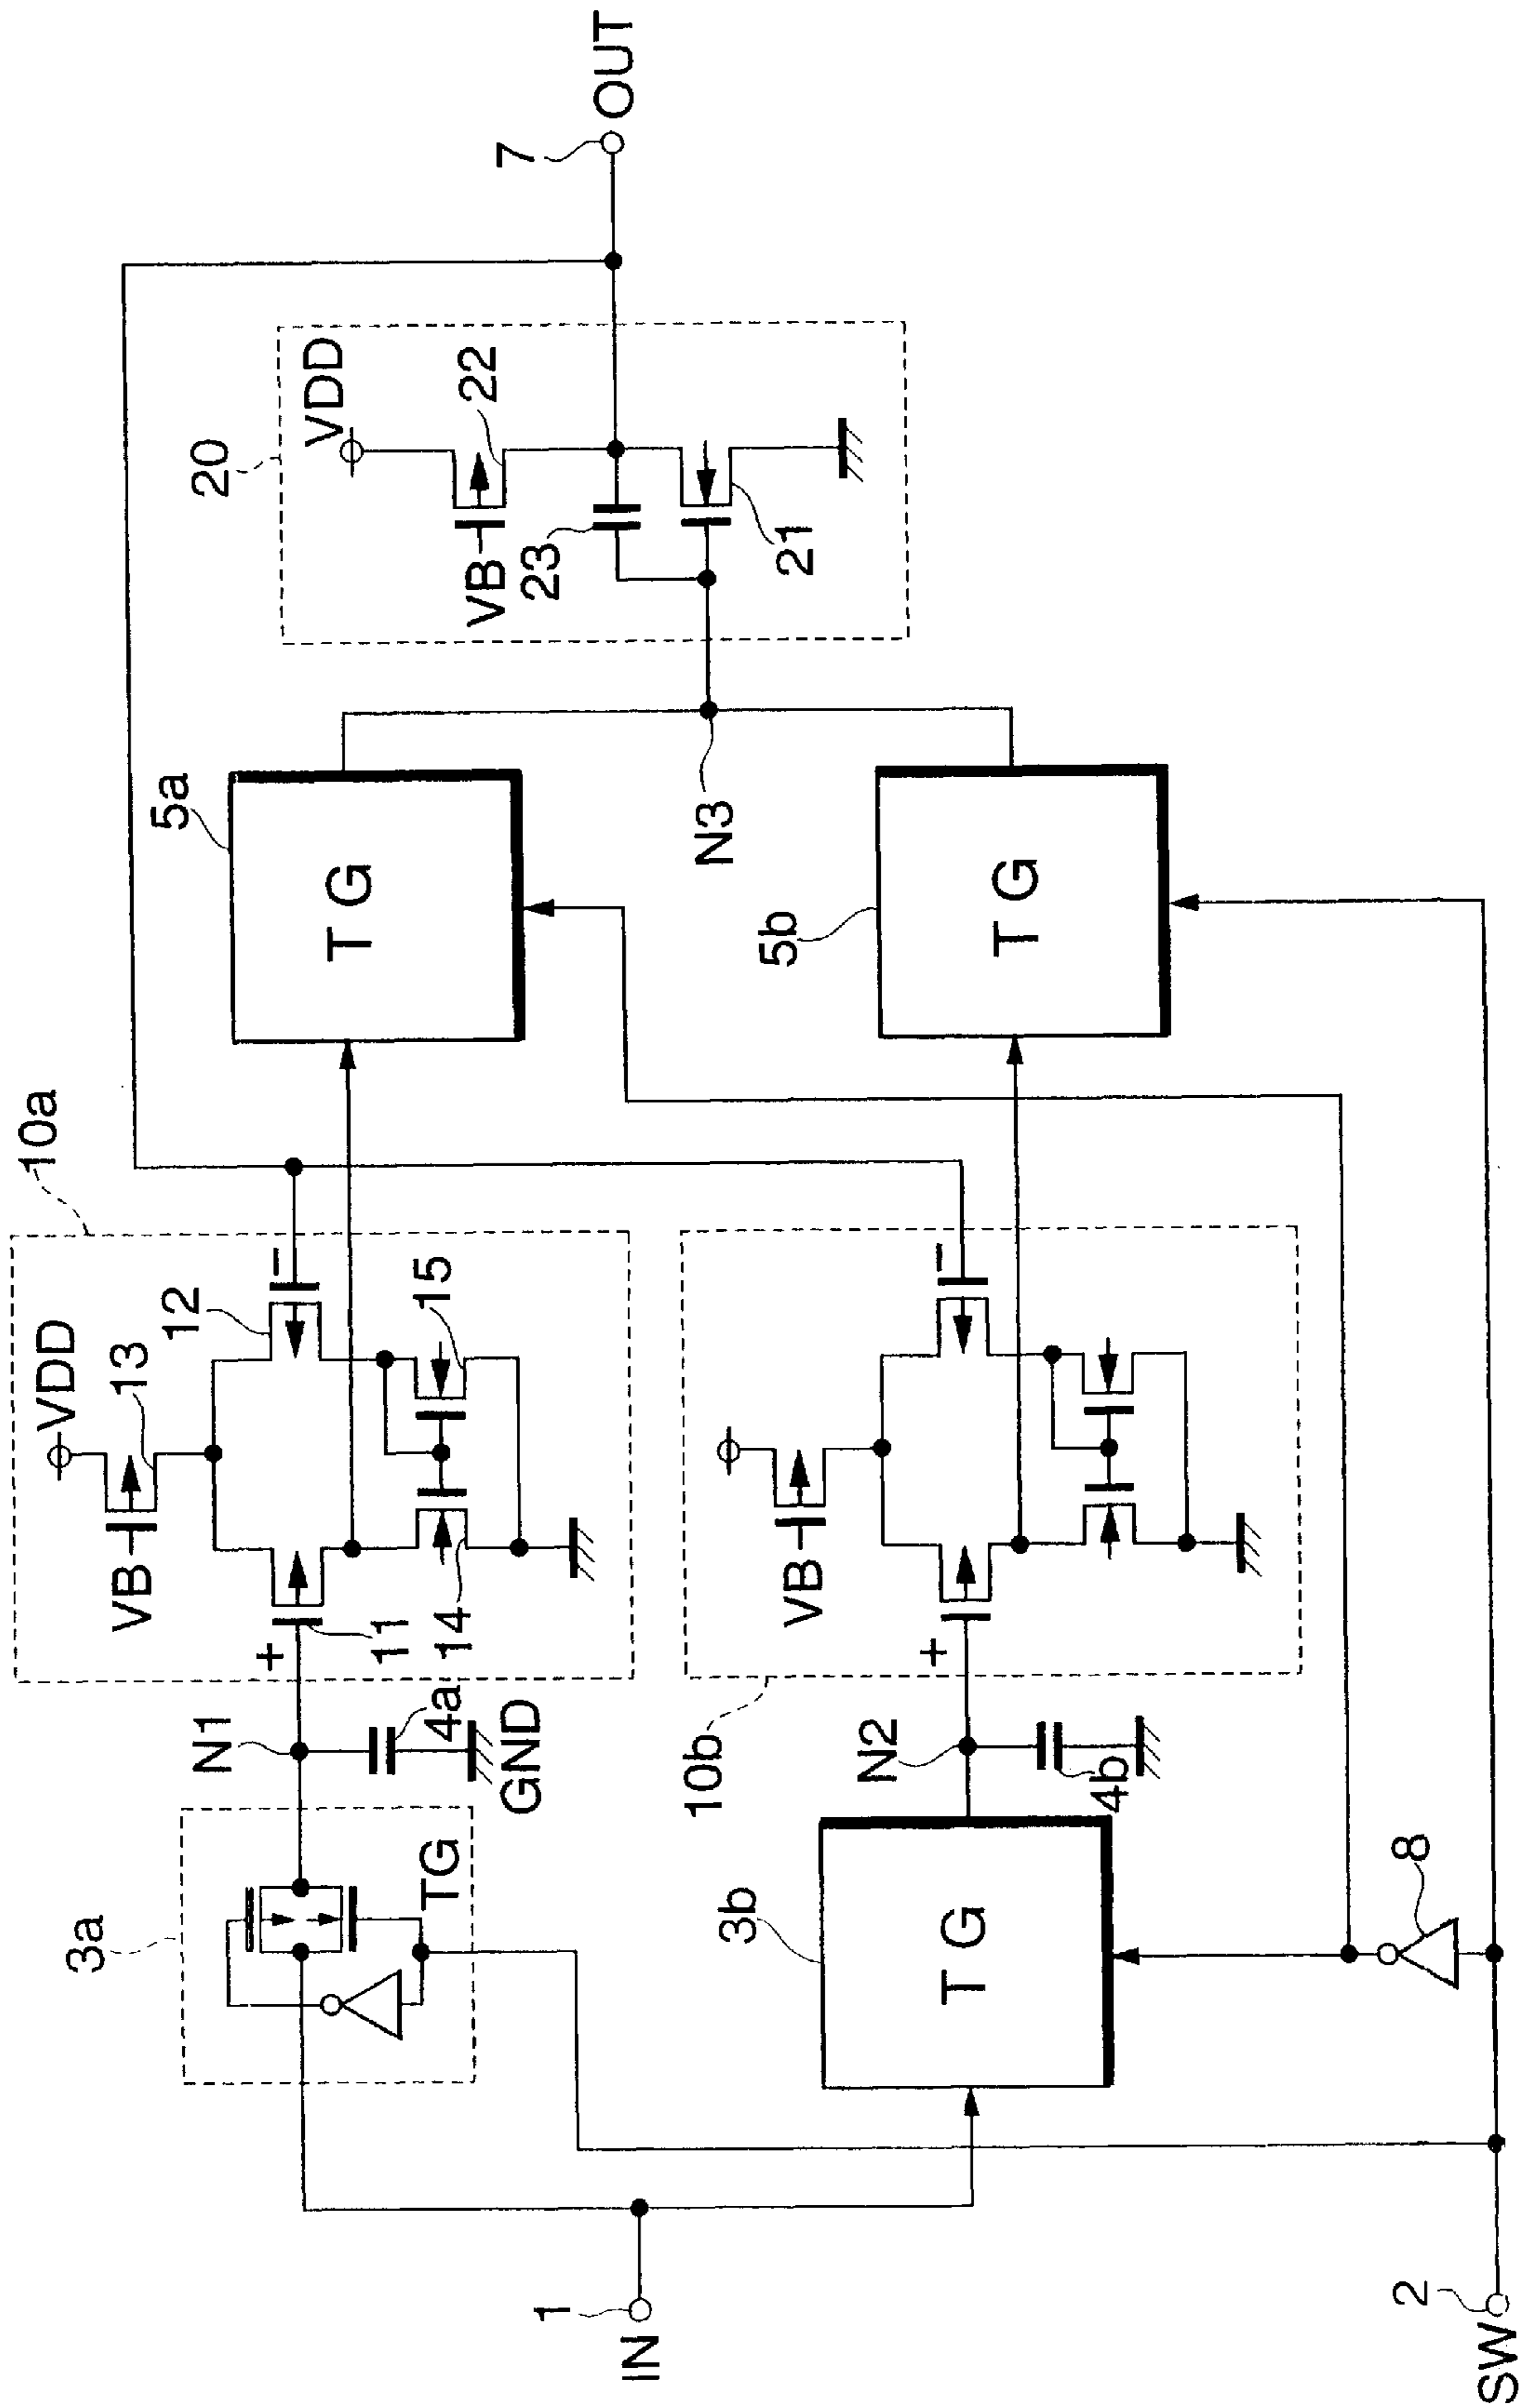 10a
VDD
13
12
VB
+
−
11
14
15
N1
4a
GND
3a
TG
5a
TG
20
VDD
22
VB
23
21
7
OUT
N3
1
IN
3b
TG
N2
4b
10b
VB
+
−
5b
TG
8
2
SW